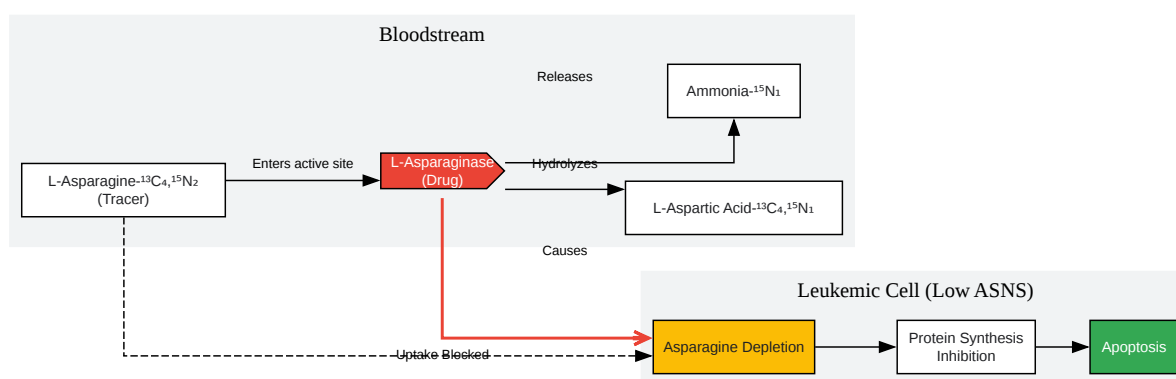 Bloodstream
Releases
Ammonia-¹⁵N₁
Enters active site
L-Asparaginase
(Drug)
Hydrolyzes
L-Asparagine-¹³C₄,¹⁵N₂
(Tracer)
L-Aspartic Acid-¹³C₄,¹⁵N₁
Causes
Leukemic Cell (Low ASNS)
Uptake Blocked
Asparagine Depletion
Protein Synthesis
Inhibition
Apoptosis